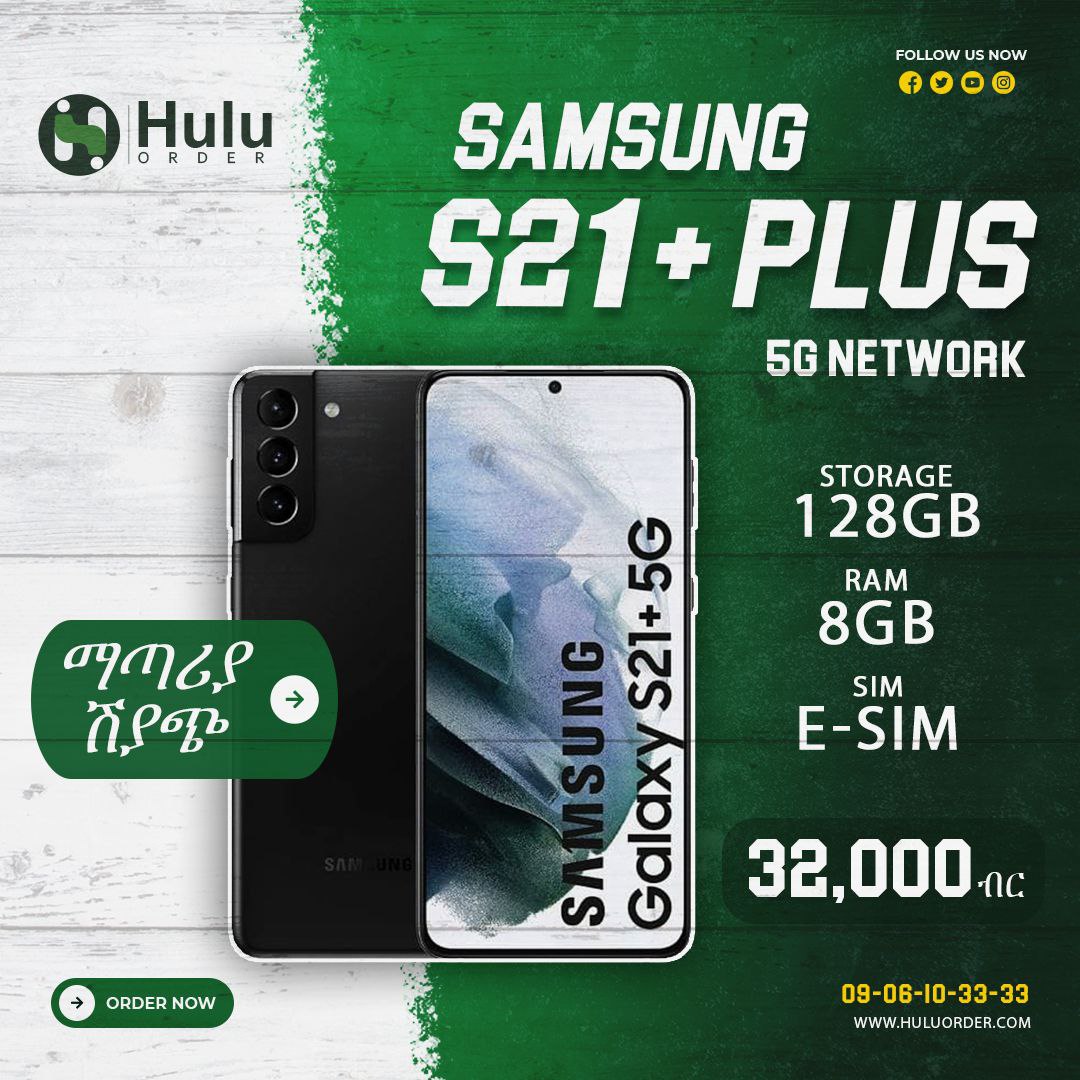 Hulu
ORDER
FOLLOW US NOW
SAMSUNG
S21+ PLUS
5G NETWORK
STORAGE
128GB
RAM
8GB
SIM
E-SIM
SAMSUNG
Galaxy S21+ 5G
SAMSUNG
ማጣሪያ
ሽያጭ
32,000 ብር
ORDER NOW
09-06-10-33-33
WWW.HULUORDER.COM